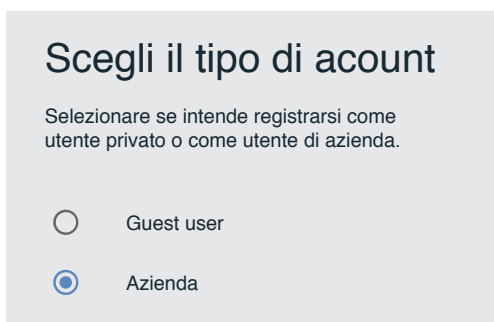 Scegli il tipo di acount
Selezionare se intende registrarsi come
utente privato o come utente di azienda.
Guest user
Azienda